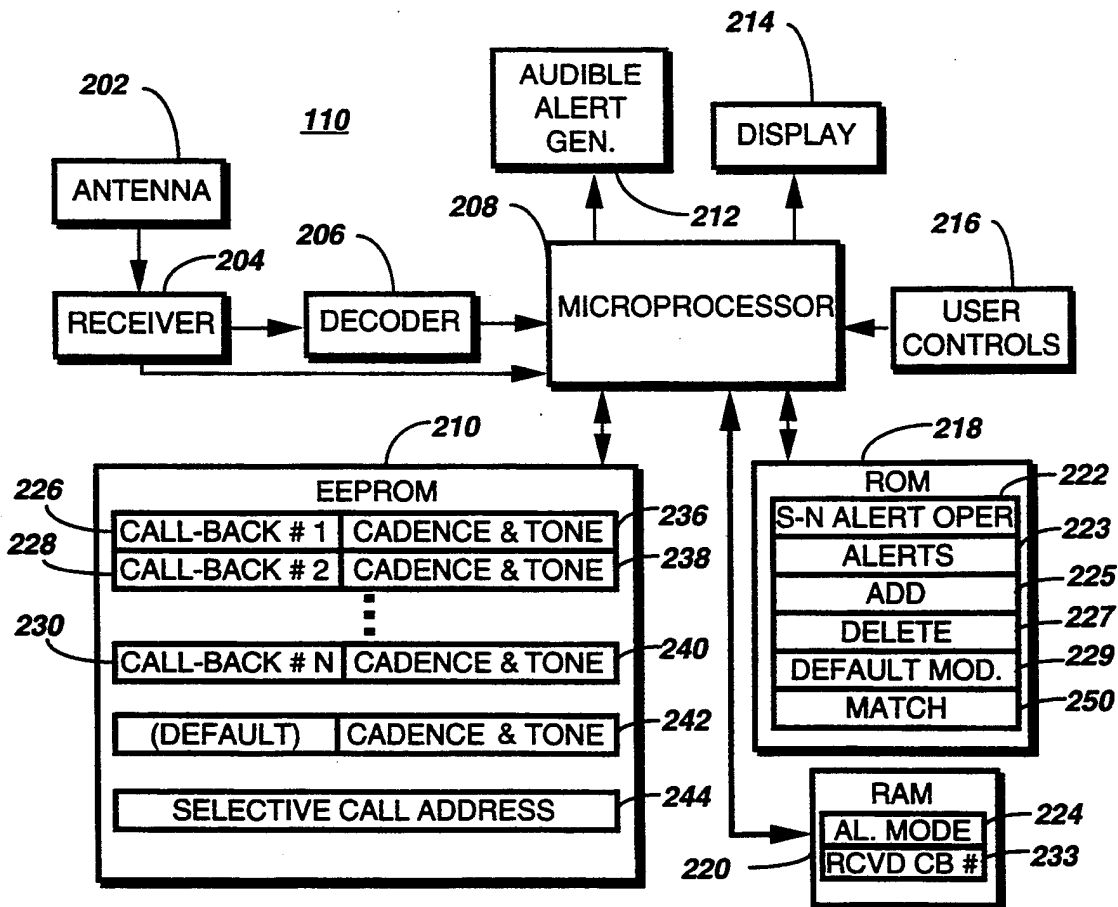 214
AUDIBLE
ALERT
GEN.
DISPLAY
202
110
ANTENNA
208
212
216
206
204
MICROPROCESSOR
USER
CONTROLS
RECEIVER
DECODER
210
218
EEPROM
ROM
222
226
CALL-BACK # 1 CADENCE & TONE
236
S-N ALERT OPER
228
CALL-BACK # 2 CADENCE & TONE
238
ALERTS
223
ADD
225
230
CALL-BACK # N CADENCE & TONE
240
DELETE
227
DEFAULT MOD.
229
MATCH
250
(DEFAULT) CADENCE & TONE
242
SELECTIVE CALL ADDRESS
244
RAM
AL. MODE
224
RCVD CB #
233
220